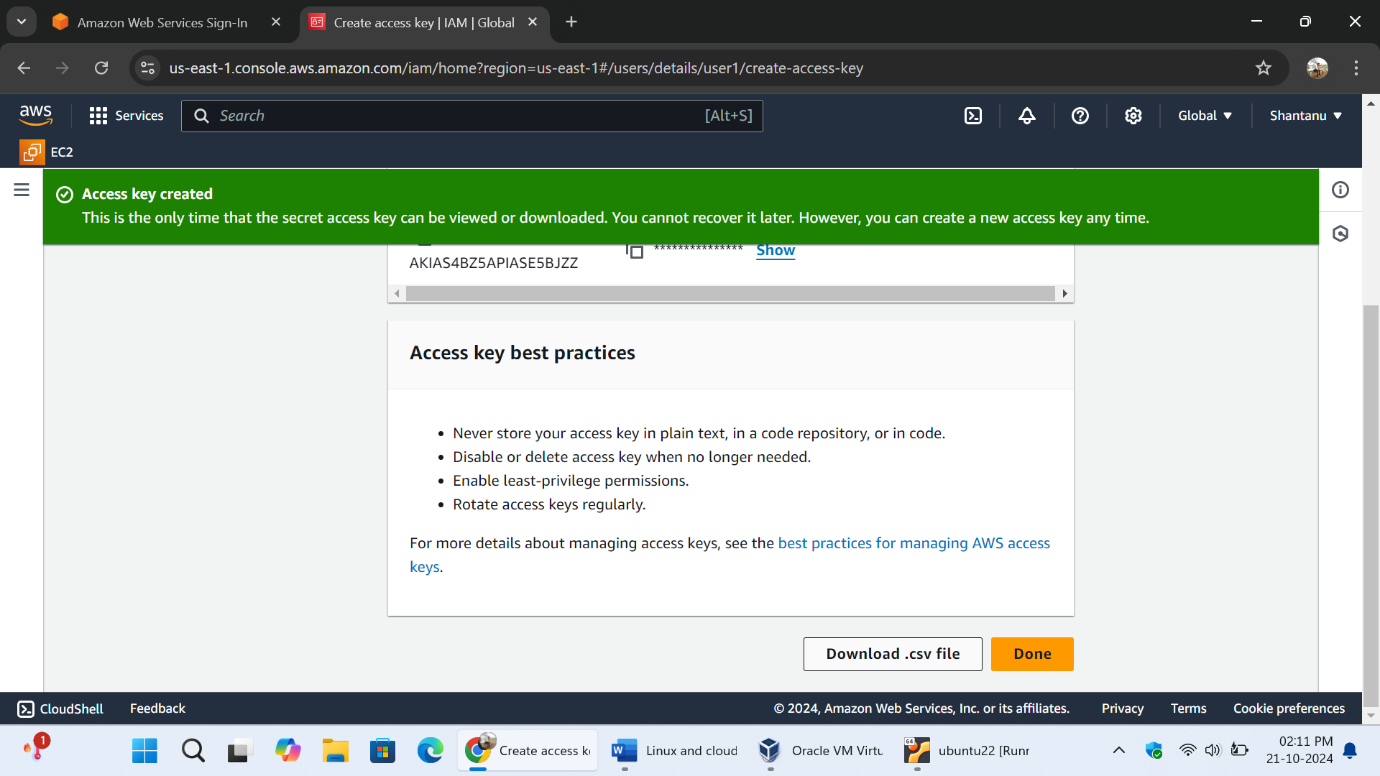 Amazon Web Services Sign-In
Create access key | IAM | Global
us-east-1.console.aws.amazon.com/iam/home?region=us-east-1#/users/details/user1/create-access-key
aws
Services
Search
[Alt+S]
Global
Shantanu
EC2
Access key created
This is the only time that the secret access key can be viewed or downloaded. You cannot recover it later. However, you can create a new access key any time.
*************** Show
AKIAS4BZ5APIASE5BJZZ
Access key best practices
• Never store your access key in plain text, in a code repository, or in code.
• Disable or delete access key when no longer needed.
• Enable least-privilege permissions.
• Rotate access keys regularly.
For more details about managing access keys, see the best practices for managing AWS access
keys.
Download .csv file
Done
CloudShell
Feedback
© 2024, Amazon Web Services, Inc. or its affiliates.
Privacy
Terms
Cookie preferences
1
Create access k
Linux and cloud
Oracle VM Virtu
64
ubuntu22 [Runr
02:11 PM
21-10-2024